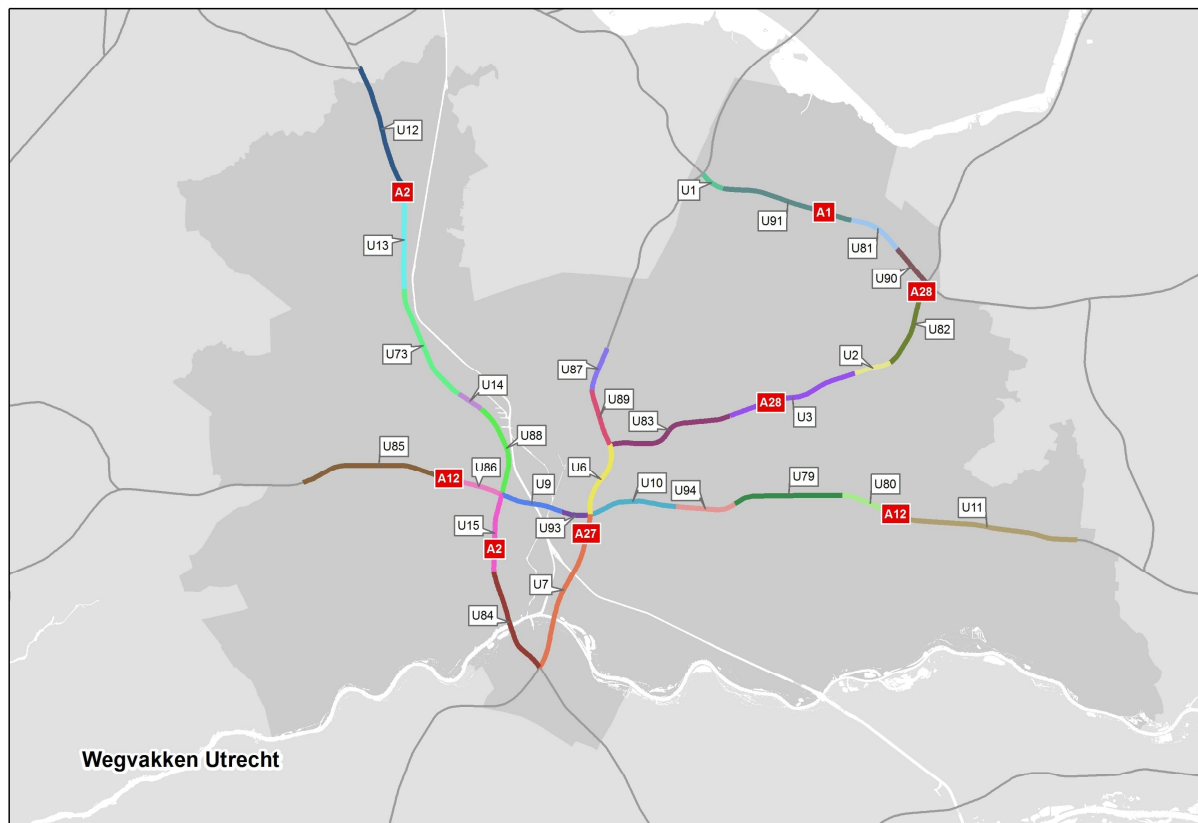 U12
A2
U1
U91
A1
U13
U81
U90
A28
U82
U73
U2
U87
U14
U89
A28
U3
U83
U88
U85
A12
U86
U6
U9
U10
U94
U79
U80
A12
U11
U15
U93
A27
A2
U7
U84
Wegvakken Utrecht